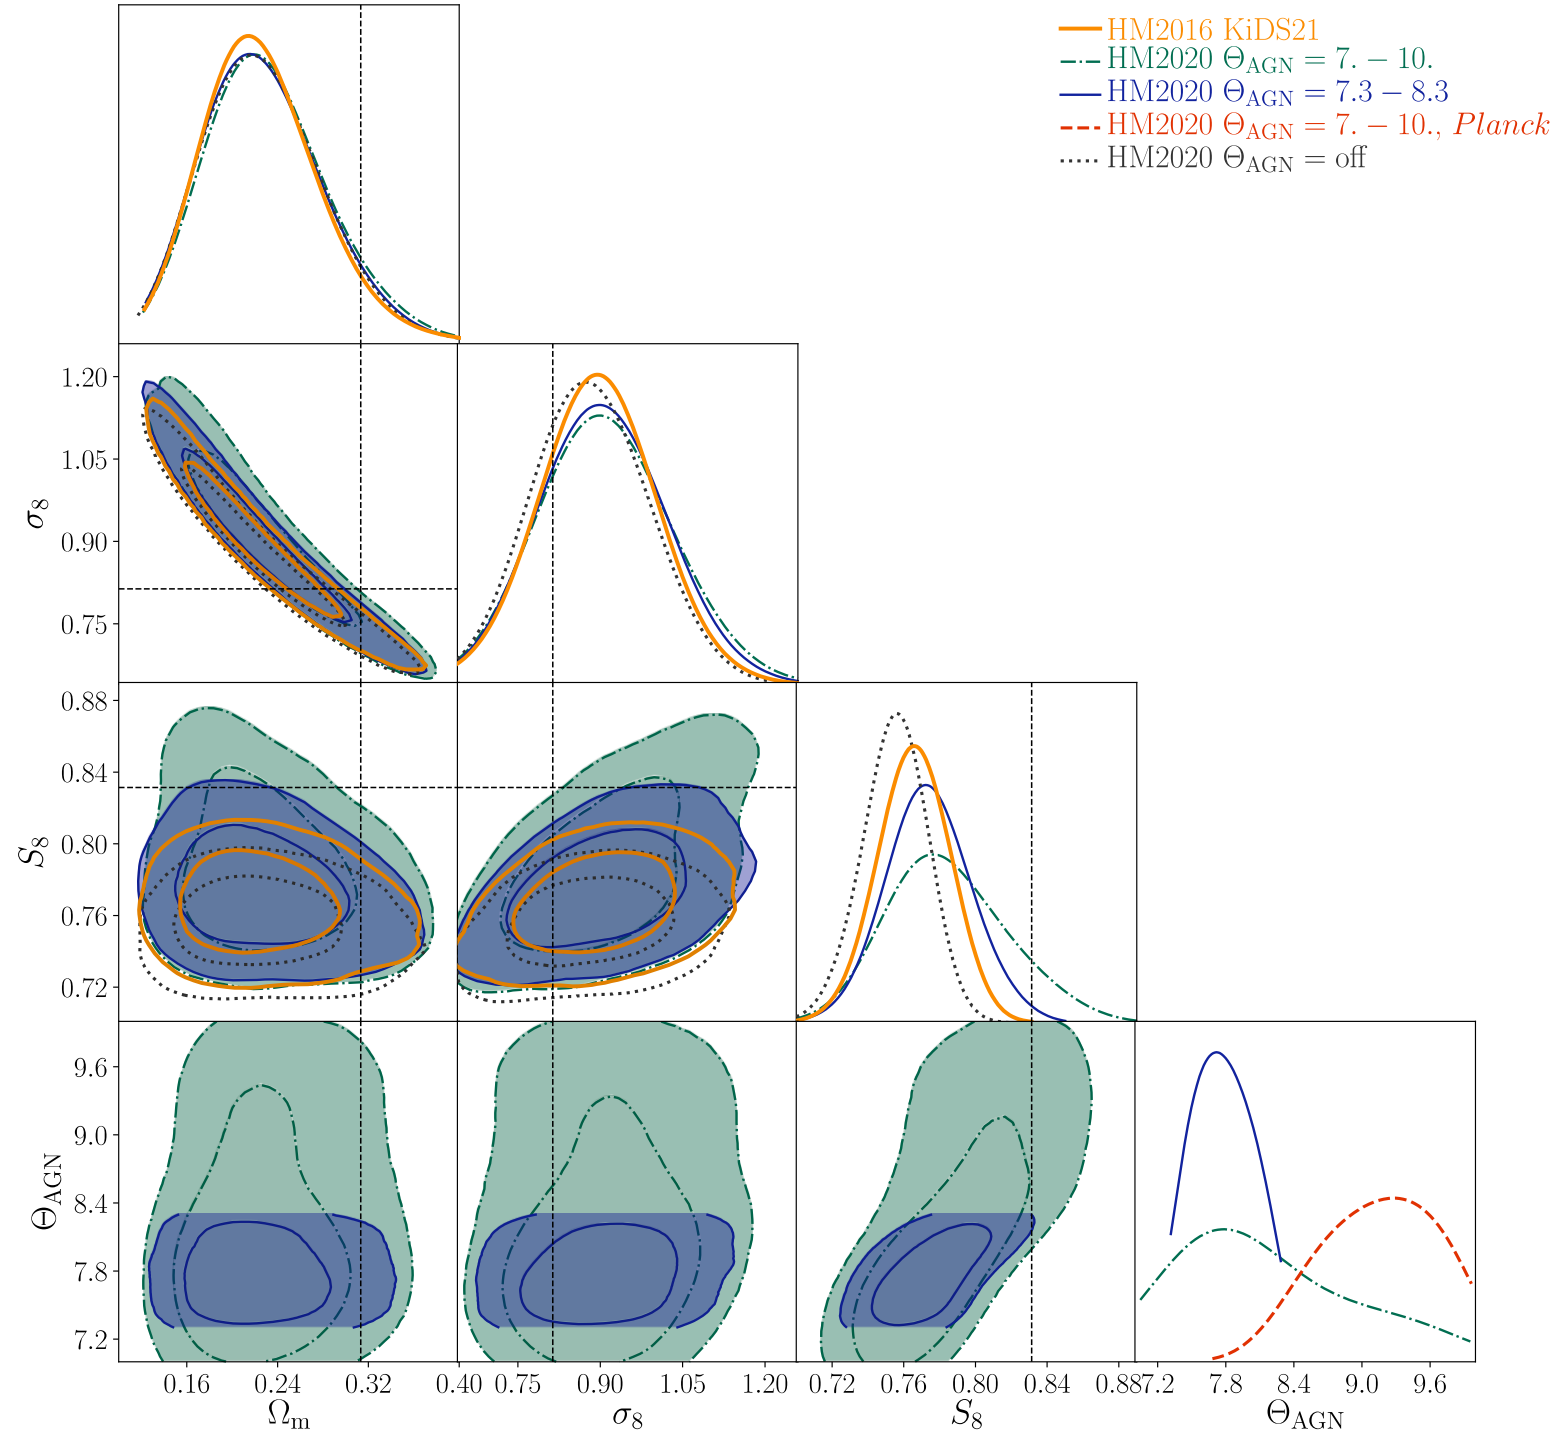 HM2016 KiDS21
HM2020 Θ_AGN = 7. − 10.
HM2020 Θ_AGN = 7.3 − 8.3
HM2020 Θ_AGN = 7. − 10., Planck
HM2020 Θ_AGN = off
1.20
1.05
0.90
0.75
σ_8
0.88
0.84
0.80
0.76
0.72
S_8
9.6
9.0
8.4
7.8
7.2
Θ_AGN
0.16 0.24 0.32 0.40 0.75 0.90 1.05 1.20 0.72 0.76 0.80 0.84 0.88 7.2 7.8 8.4 9.0 9.6
Ω_m σ_8 S_8 Θ_AGN